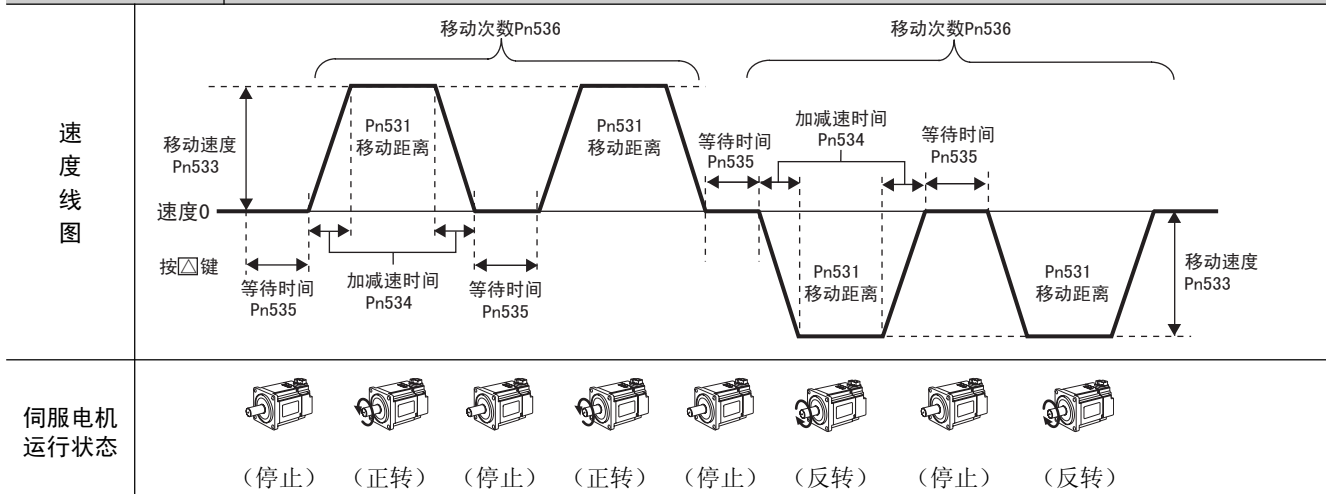 移动次数Pn536
移动次数Pn536
速
度
线
图
移动速度
Pn533
Pn531
移动距离
Pn531
移动距离
等待时间
Pn535
加减速时间
Pn534
等待时间
Pn535
速度0
按△键
等待时间
Pn535
加减速时间
Pn534
等待时间
Pn535
Pn531
移动距离
Pn531
移动距离
移动速度
Pn533
伺服电机
运行状态
（停止）（正转）（停止）（正转）（停止）（反转）（停止）（反转）